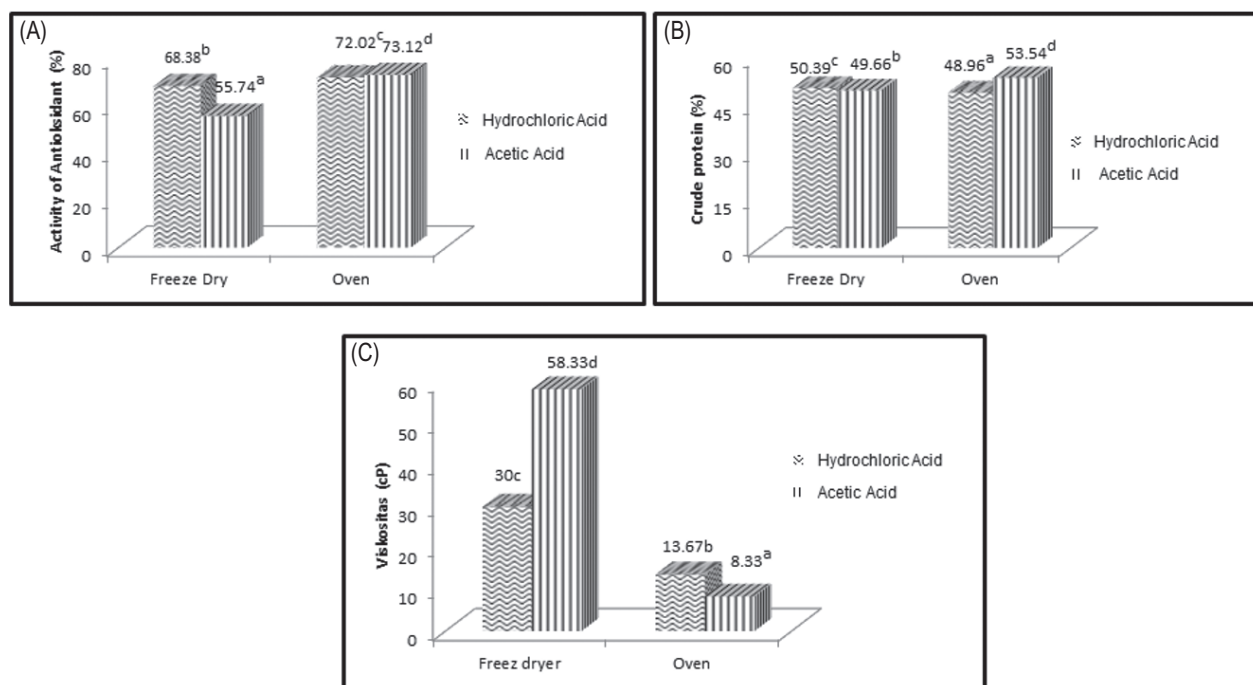 (A)
68.38b
55.74a
72.02c
73.12d
Activity of Antioksidant (%)
80
60
40
20
0
Freeze Dry
Oven
Hydrochloric Acid
Acetic Acid
(B)
50.39c
49.66b
48.96a
53.54d
Crude protein (%)
60
45
30
15
0
Freeze Dry
Oven
Hydrochloric Acid
Acetic Acid
(C)
58.33d
30c
13.67b
8.33a
Viskositas (cP)
60
50
40
30
20
10
0
Freez dryer
Oven
Hydrochloric Acid
Acetic Acid